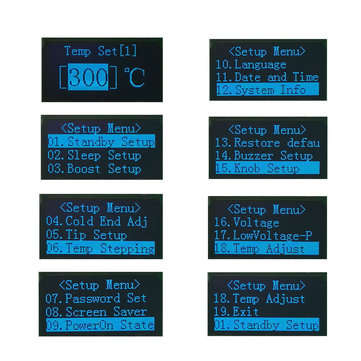 Temp Set[1]
[300]℃
<Setup Menu>
01.Standby Setup
02.Sleep Setup
03.Boost Setup
<Setup Menu>
04.Cold End Adj
05.Tip Setup
06.Temp Stepping
<Setup Menu>
07.Password Set
08.Screen Saver
09.PowerOn State
<Setup Menu>
10.Language
11.Date and Time
12.System Info
<Setup Menu>
13.Restore defau
14.Buzzer Setup
15.Knob Setup
<Setup Menu>
16.Voltage
17.LowVoltage-P
18.Temp Adjust
<Setup Menu>
18.Temp Adjust
19.Exit
01.Standby Setup